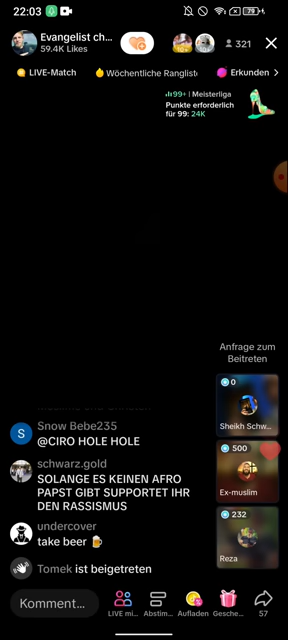 22:03
79
Evangelist ch...
59.4K Likes
321
LIVE-Match
Wöchentliche Ranglist
Erkunden
99+ | Meisterliga
Punkte erforderlich
für 99: 24K
Anfrage zum
Beitreten
0
Sheikh Schw...
Snow Bebe235
@CIRO HOLE HOLE
schwarz.gold
SOLANGE ES KEINEN AFRO
PAPST GIBT SUPPORTET IHR
DEN RASSISMUS
500
Ex-muslim
undercover
take beer 🍺
232
Reza
Tomek ist beigetreten
Komment...
LIVE mi...
Abstim...
Aufladen
Gesche...
57